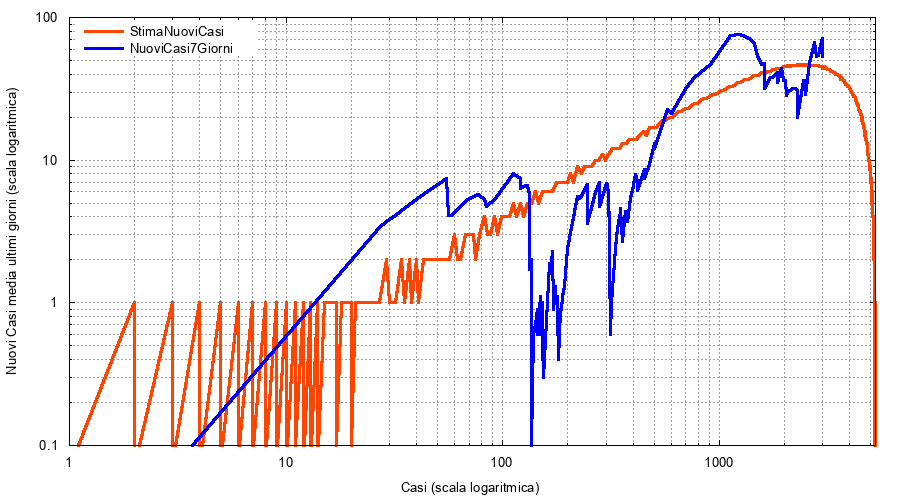 100
StimaNuoviCasi
NuoviCasi7Giorni
10
1
0.1
Nuovi Casi media ultimi giorni (scala logaritmica)
1
10
100
1000
Casi (scala logaritmica)